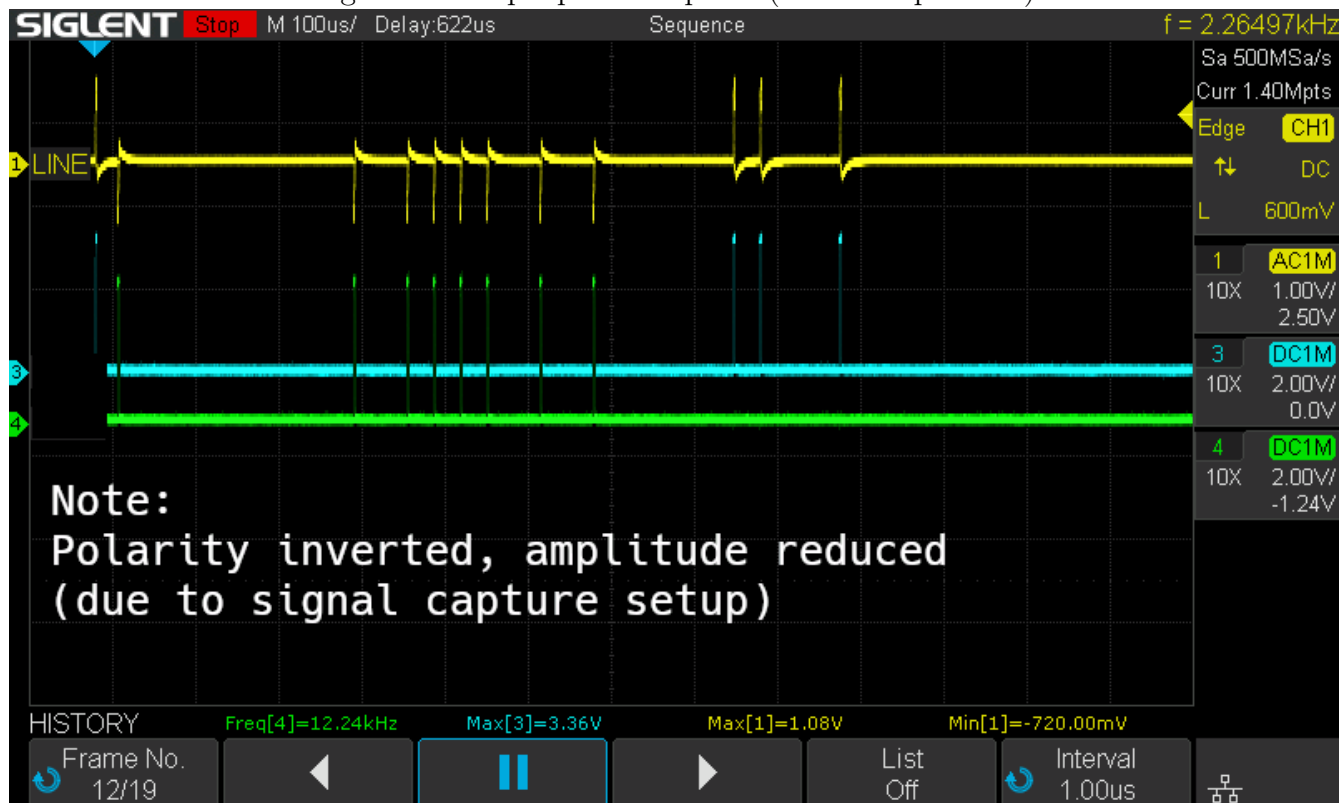 SIGLENT Stop M 100us/ Delay:622us Sequence f = 2.26497kHz
Sa 500MSa/s
Curr 1.40Mpts
Edge CH1
DC
L 600mV
1 LINE
1 AC1M
10X 1.00V/
2.50V
3
3 DC1M
10X 2.00V/
0.0V
4
4 DC1M
10X 2.00V/
-1.24V
Note:
Polarity inverted, amplitude reduced
(due to signal capture setup)
HISTORY Freq[4]=12.24kHz Max[3]=3.36V Max[1]=1.08V Min[1]=-720.00mV
Frame No. List Interval
12/19 Off 1.00us